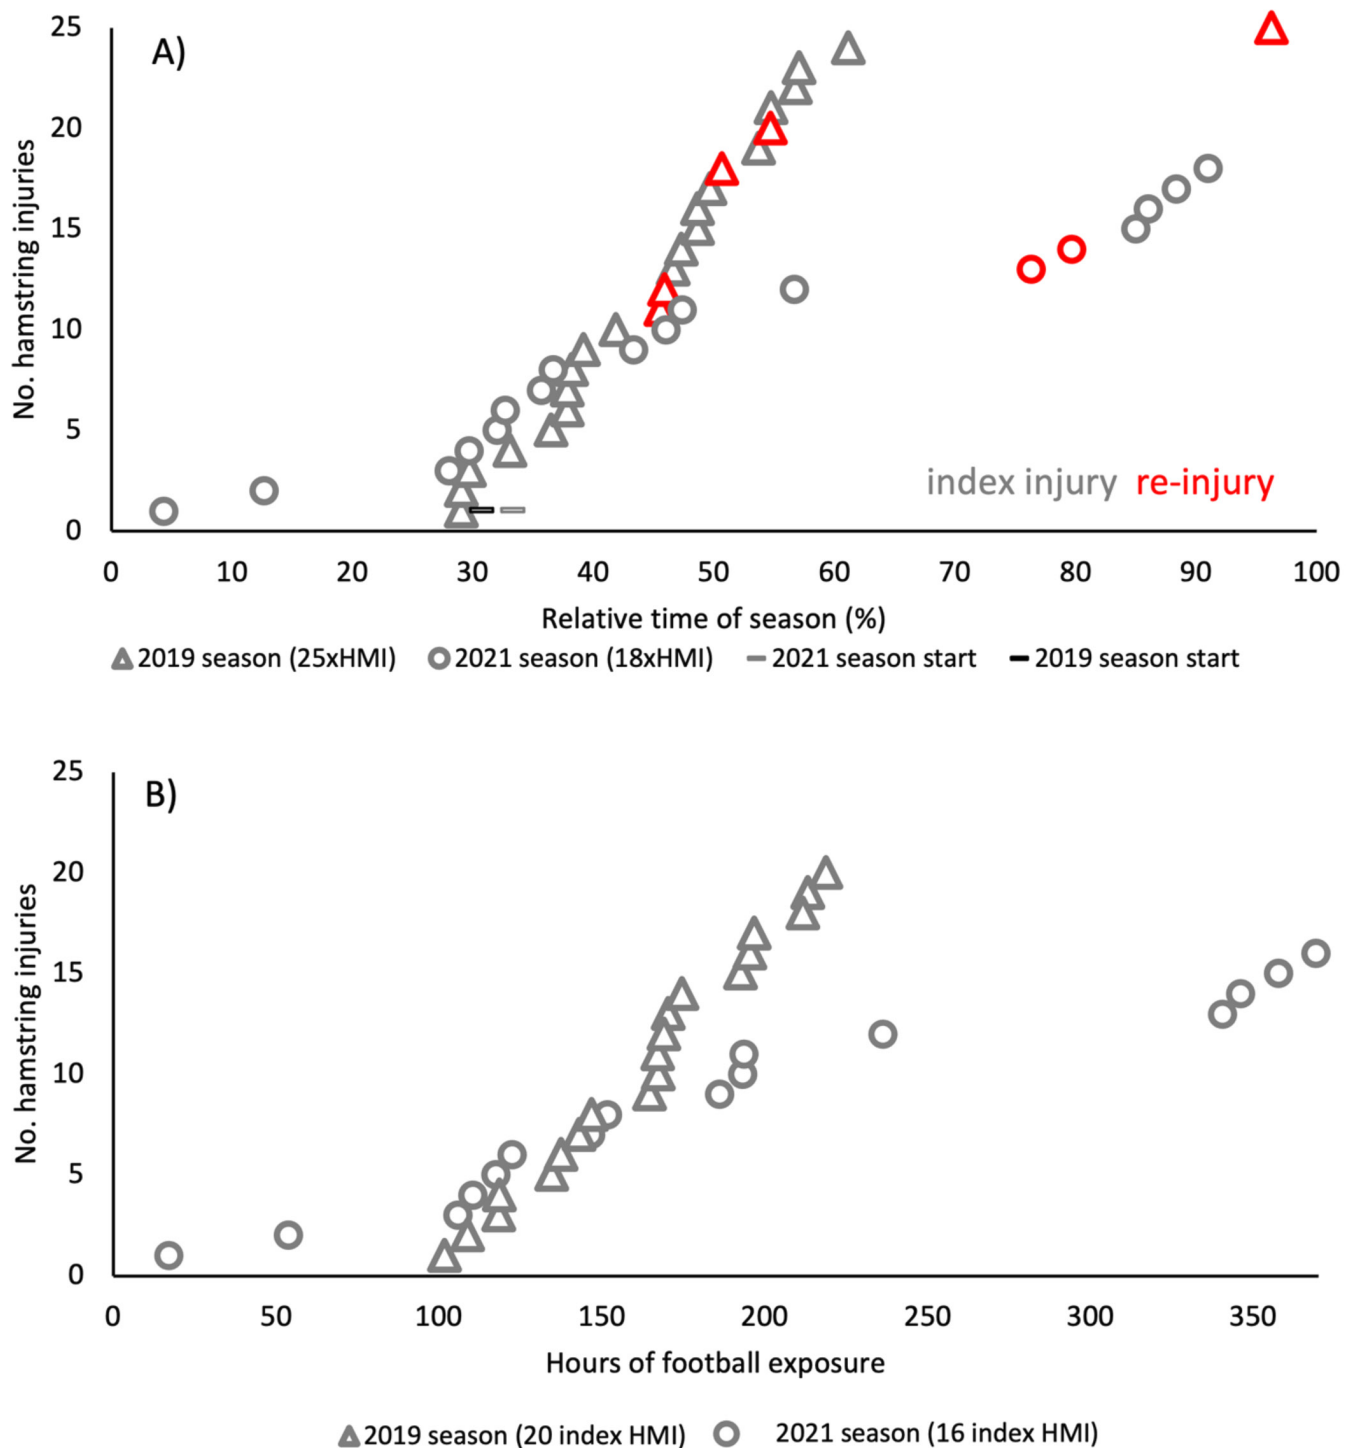 25
A)
20
15
10
5
0
No. hamstring injuries
index injury re-injury
0 10 20 30 40 50 60 70 80 90 100
Relative time of season (%)
2019 season (25xHMI) 2021 season (18xHMI) 2021 season start 2019 season start
25
B)
20
15
10
5
0
No. hamstring injuries
0 50 100 150 200 250 300 350
Hours of football exposure
2019 season (20 index HMI) 2021 season (16 index HMI)